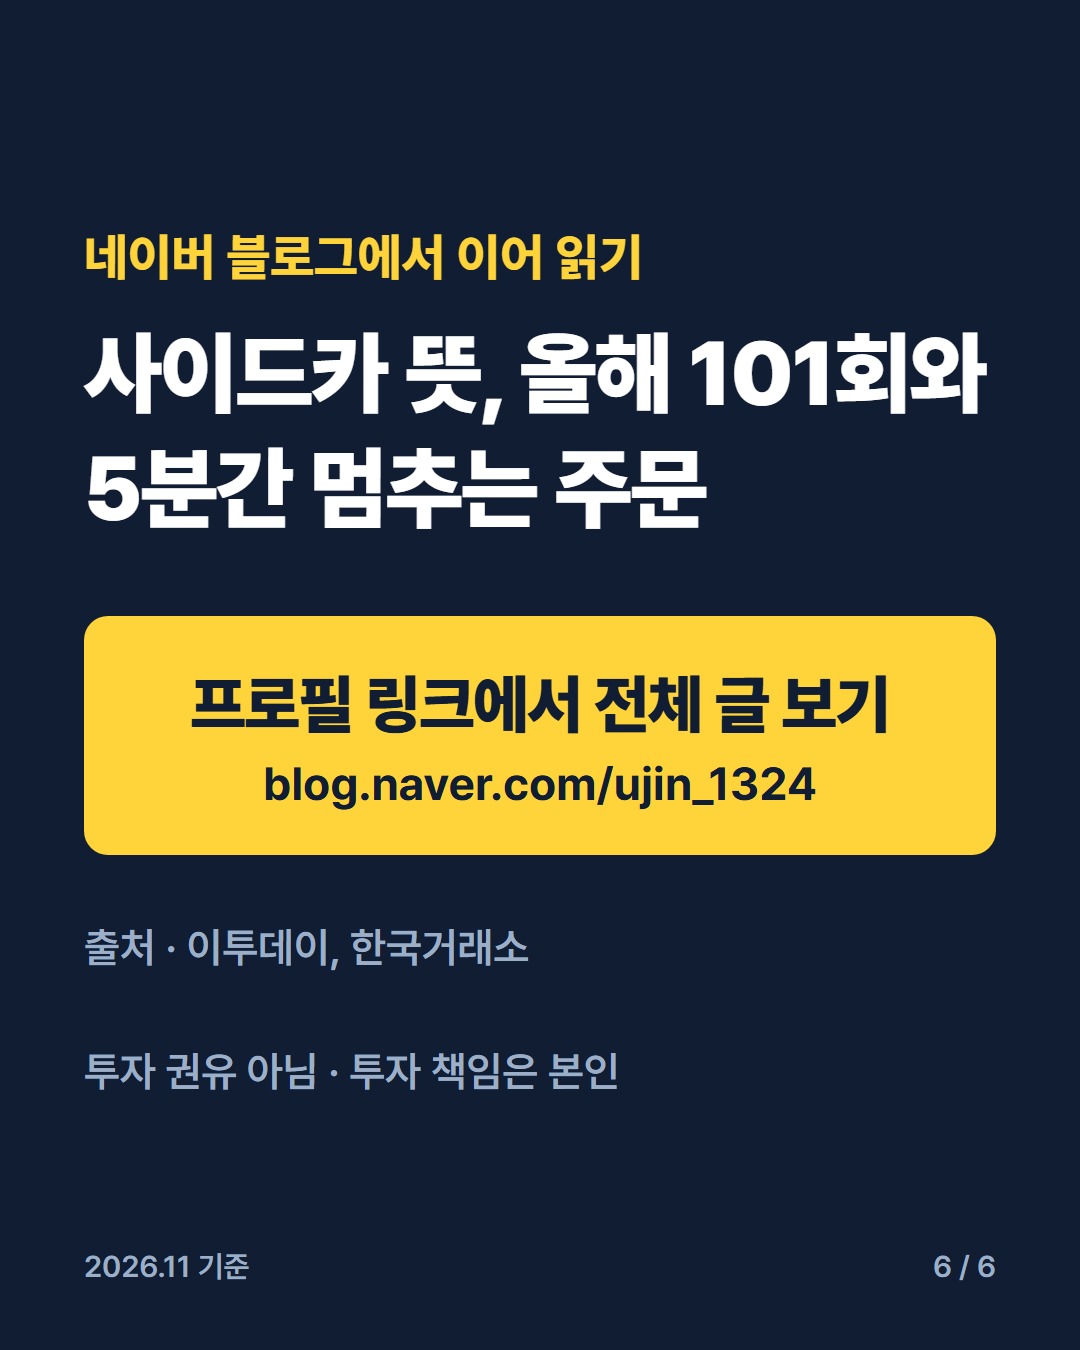 네이버 블로그에서 이어 읽기
사이드카 뜻, 올해 101회와
5분간 멈추는 주문
프로필 링크에서 전체 글 보기
blog.naver.com/ujin_1324
출처 · 이투데이, 한국거래소
투자 권유 아님 · 투자 책임은 본인
2026.11 기준
6 / 6